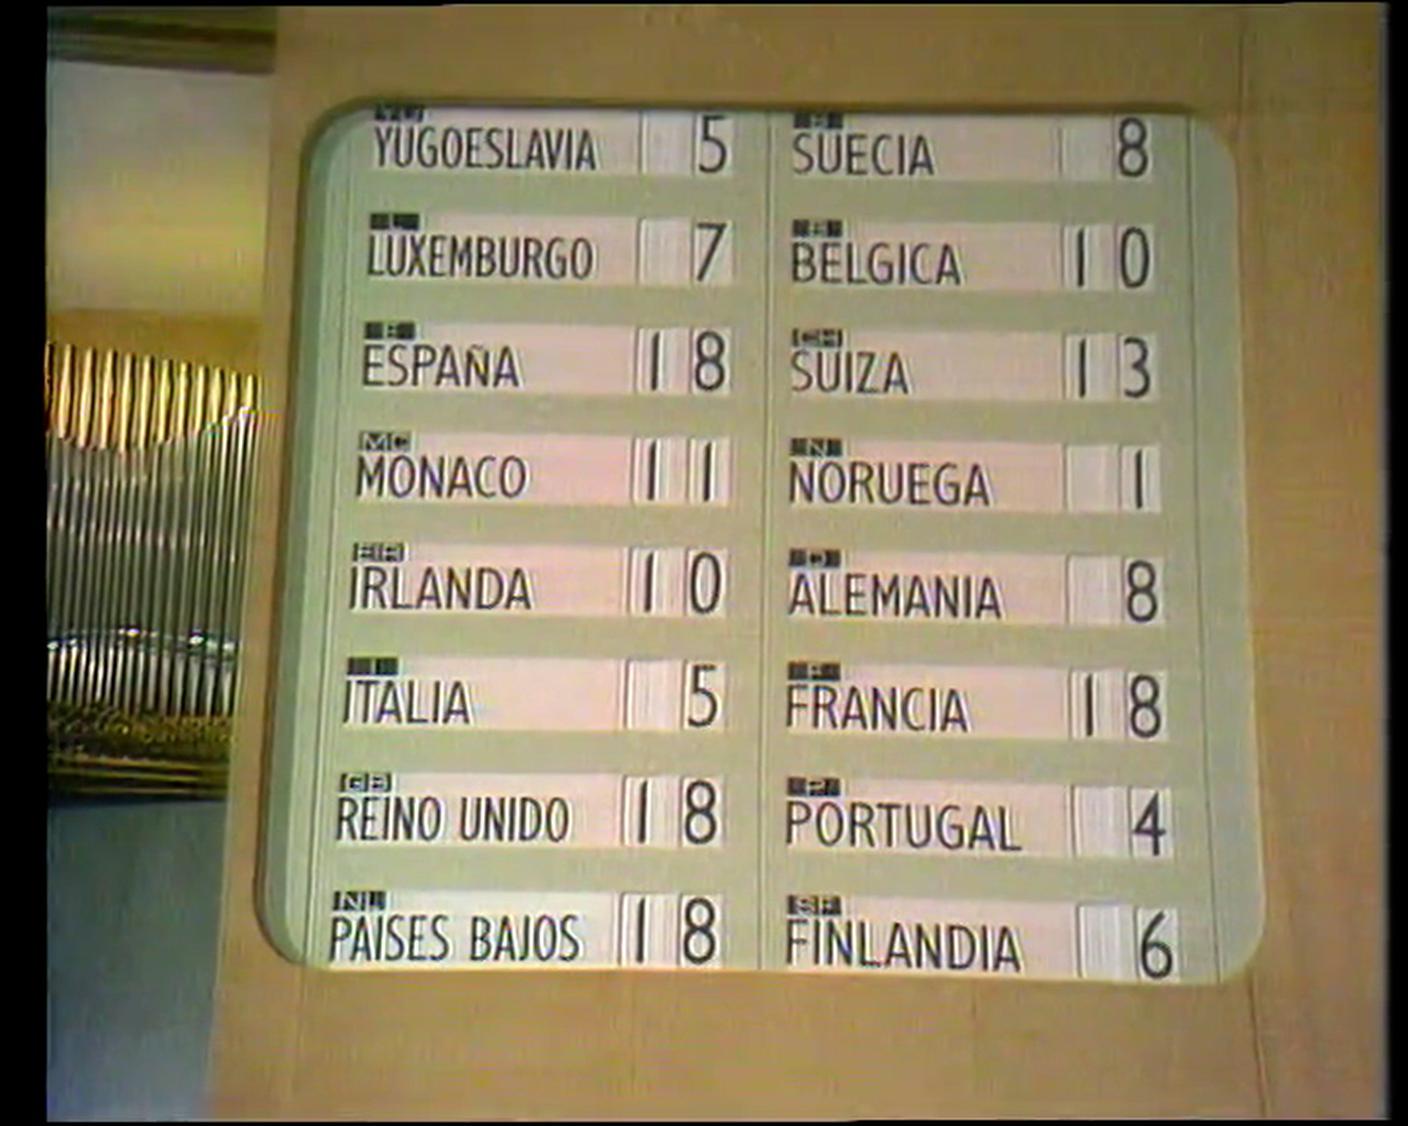 YUGOESLAVIA 5
L
LUXEMBURGO 7
E
ESPAÑA 18
MC
MONACO 11
EIR
IRLANDA 10
I
ITALIA 5
GB
REINO UNIDO 18
NL
PAISES BAJOS 18
S
SUECIA 8
B
BELGICA 10
CH
SUIZA 13
N
NORUEGA 1
D
ALEMANIA 8
F
FRANCIA 18
P
PORTUGAL 4
SF
FINLANDIA 6